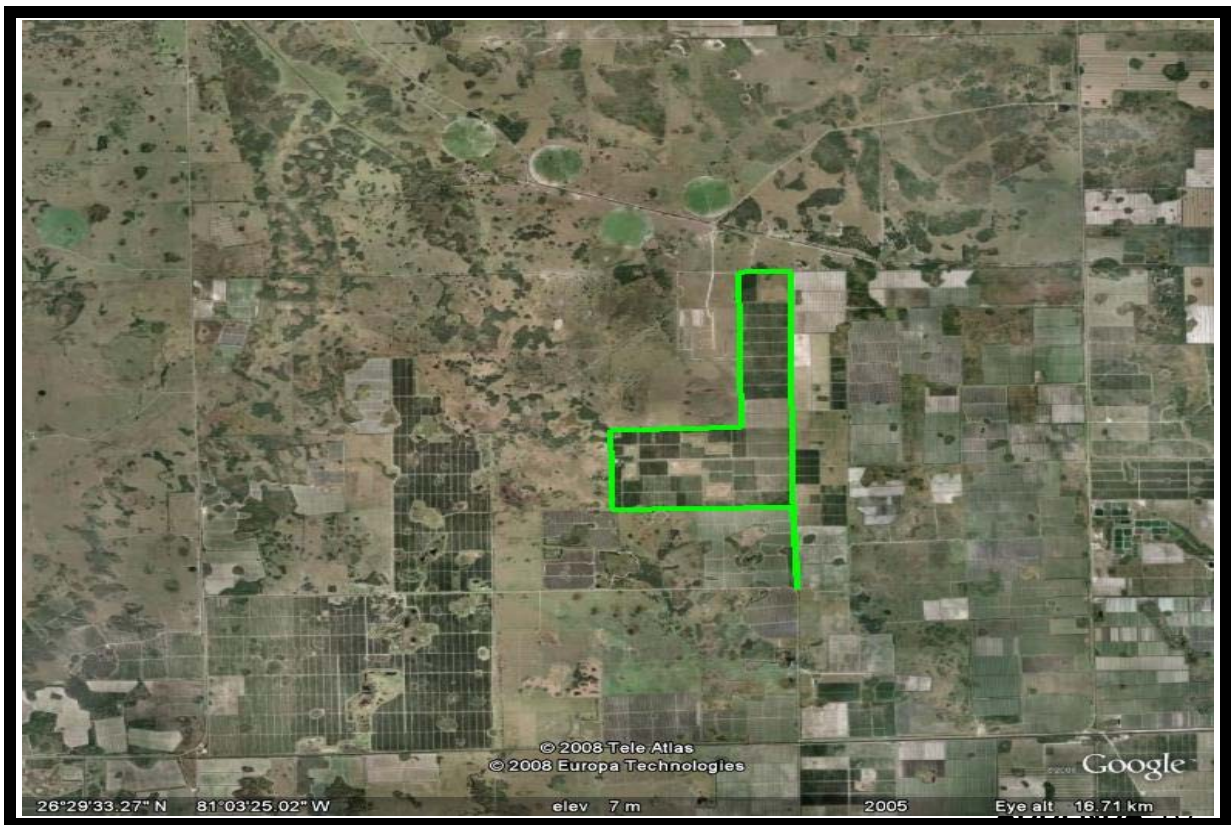 © 2008 Tele Atlas
© 2008 Europa Technologies
©2008 Google
26°29'33.27" N 81°03'25.02" W elev 7 m 2005 Eye alt 16.71 km